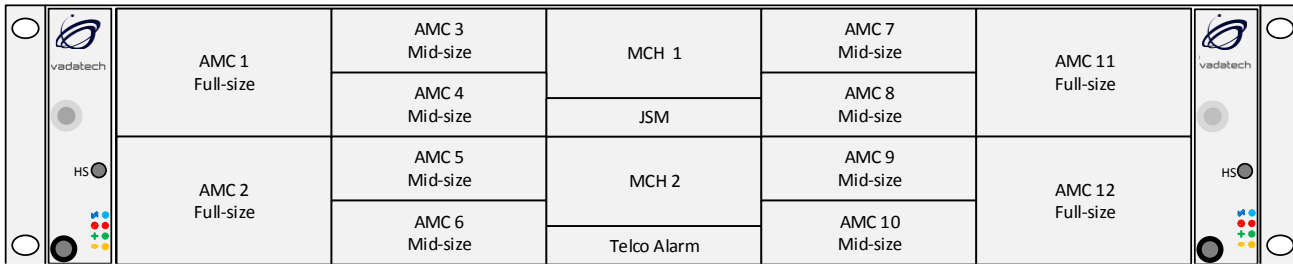 vadatech
HS
AMC 1
Full-size
AMC 2
Full-size
AMC 3
Mid-size
AMC 4
Mid-size
AMC 5
Mid-size
AMC 6
Mid-size
MCH 1
JSM
MCH 2
Telco Alarm
AMC 7
Mid-size
AMC 8
Mid-size
AMC 9
Mid-size
AMC 10
Mid-size
AMC 11
Full-size
AMC 12
Full-size
vadatech
HS